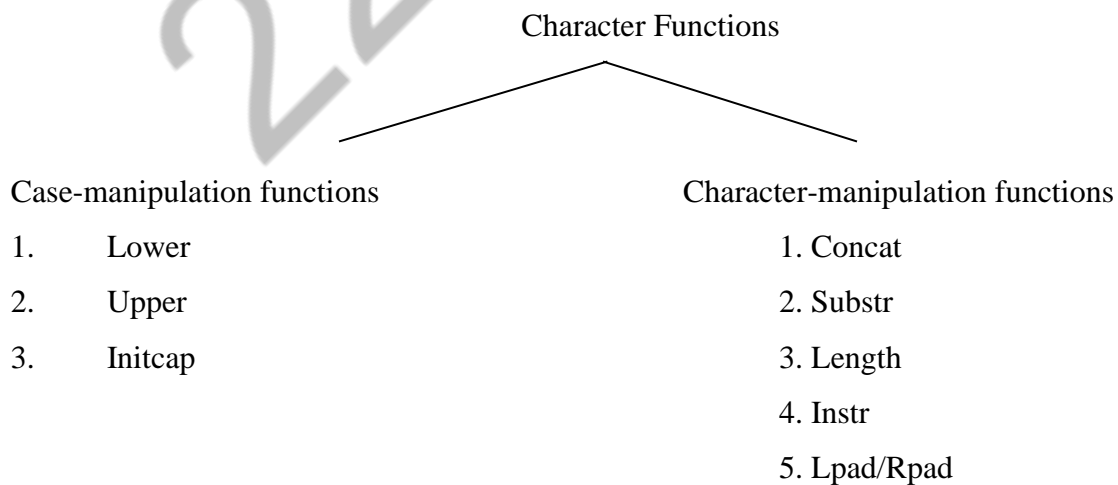 Character Functions
Case-manipulation functions
1. Lower
2. Upper
3. Initcap
Character-manipulation functions
1. Concat
2. Substr
3. Length
4. Instr
5. Lpad/Rpad